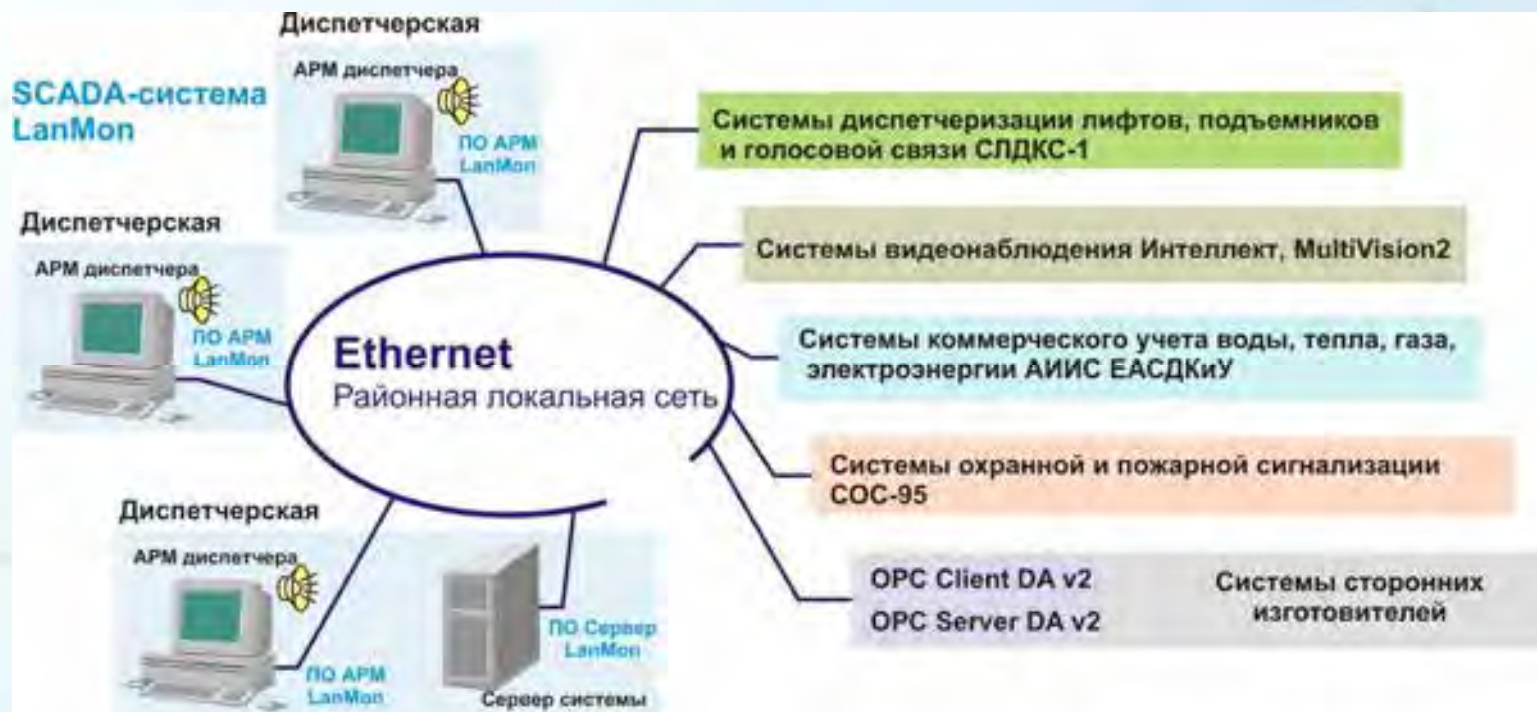 Диспетчерская
АРМ диспетчера
SCADA-система
LanMon
ПО АРМ
LanMon
Системы диспетчеризации лифтов, подъемников
и голосовой связи СЛДКС-1
Диспетчерская
АРМ диспетчера
ПО АРМ
LanMon
Системы видеонаблюдения Интеллект, MultiVision2
Ethernet
Районная локальная сеть
Системы коммерческого учета воды, тепла, газа,
электроэнергии АИИС ЕАСДКиУ
Системы охранной и пожарной сигнализации
СОС-95
Диспетчерская
АРМ диспетчера
ПО АРМ
LanMon
ПО Сервер
LanMon
Сервер системы
OPC Client DA v2
OPC Server DA v2
Системы сторонних
изготовителей